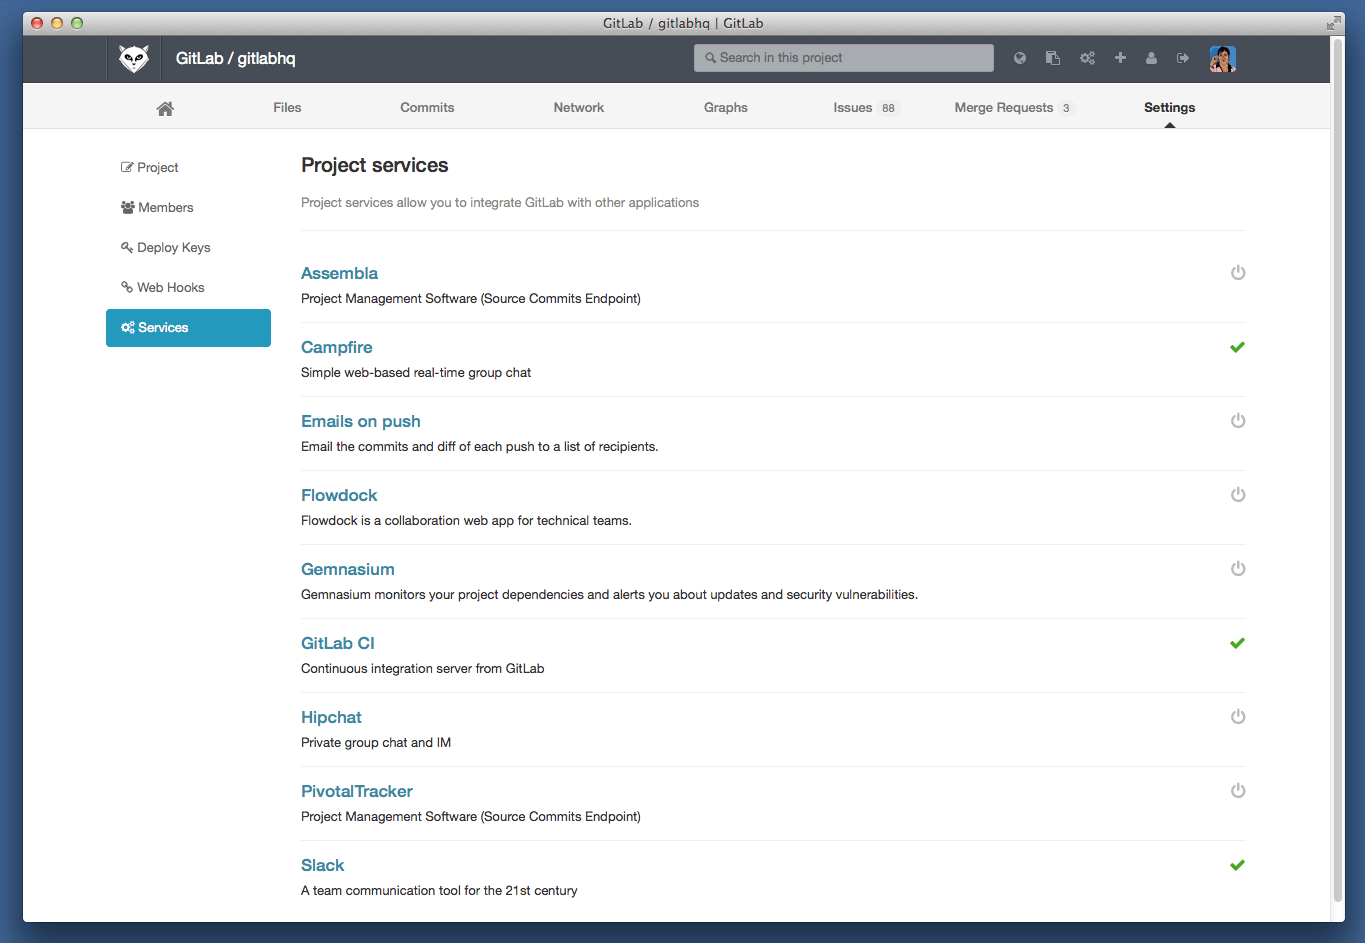 GitLab / gitlabhq | GitLab
GitLab / gitlabhq
Search in this project
Files
Commits
Network
Graphs
Issues 88
Merge Requests 3
Settings
Project
Members
Deploy Keys
Web Hooks
Services
Project services
Project services allow you to integrate GitLab with other applications
Assembla
Project Management Software (Source Commits Endpoint)
Campfire
Simple web-based real-time group chat
Emails on push
Email the commits and diff of each push to a list of recipients.
Flowdock
Flowdock is a collaboration web app for technical teams.
Gemnasium
Gemnasium monitors your project dependencies and alerts you about updates and security vulnerabilities.
GitLab CI
Continuous integration server from GitLab
Hipchat
Private group chat and IM
PivotalTracker
Project Management Software (Source Commits Endpoint)
Slack
A team communication tool for the 21st century